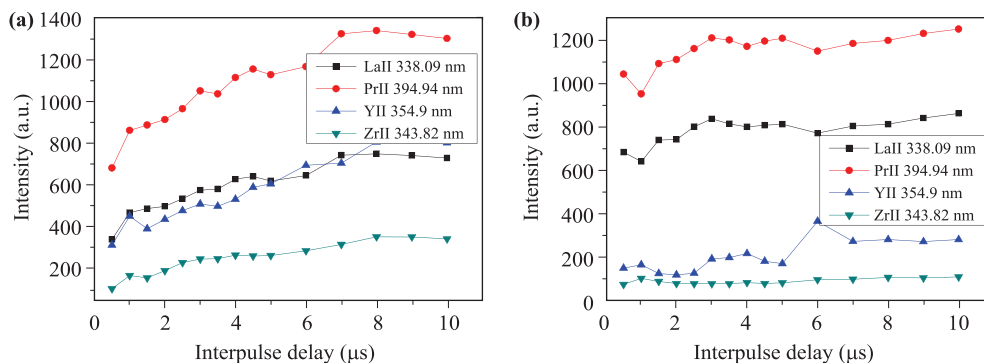 (a)
1400
1200
1000
800
600
400
200
0
2
4
6
8
10
Intensity (a.u.)
Interpulse delay (µs)
LaII 338.09 nm
PrII 394.94 nm
YII 354.9 nm
ZrII 343.82 nm
(b)
1200
1000
800
600
400
200
100
0
0
2
4
6
8
10
Intensity (a.u.)
Interpulse delay (µs)
LaII 338.09 nm
PrII 394.94 nm
YII 354.9 nm
ZrII 343.82 nm